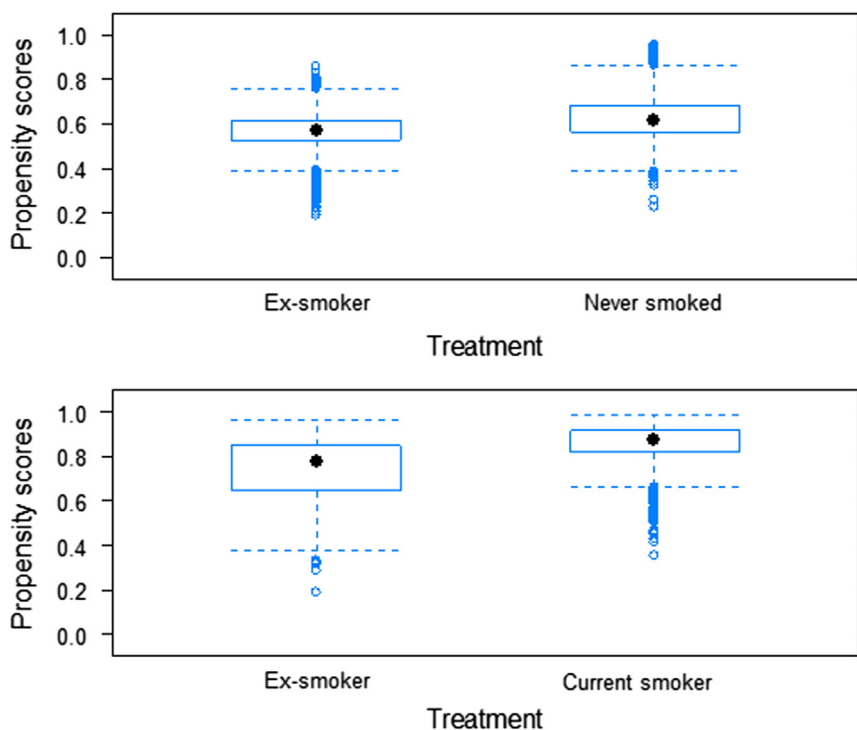 Propensity scores
1.0
0.8
0.6
0.4
0.2
0.0
Ex-smoker Never smoked
Treatment
Propensity scores
1.0
0.8
0.6
0.4
0.2
0.0
Ex-smoker Current smoker
Treatment